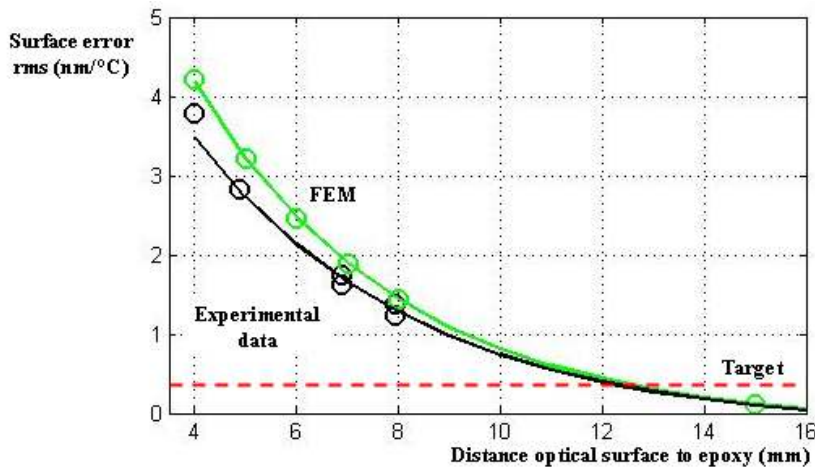 5
Surface error
rms (nm/°C)
4
3
FEM
2
Experimental
data
1
Target
0
4 6 8 10 12 14 16
Distance optical surface to epoxy (mm)